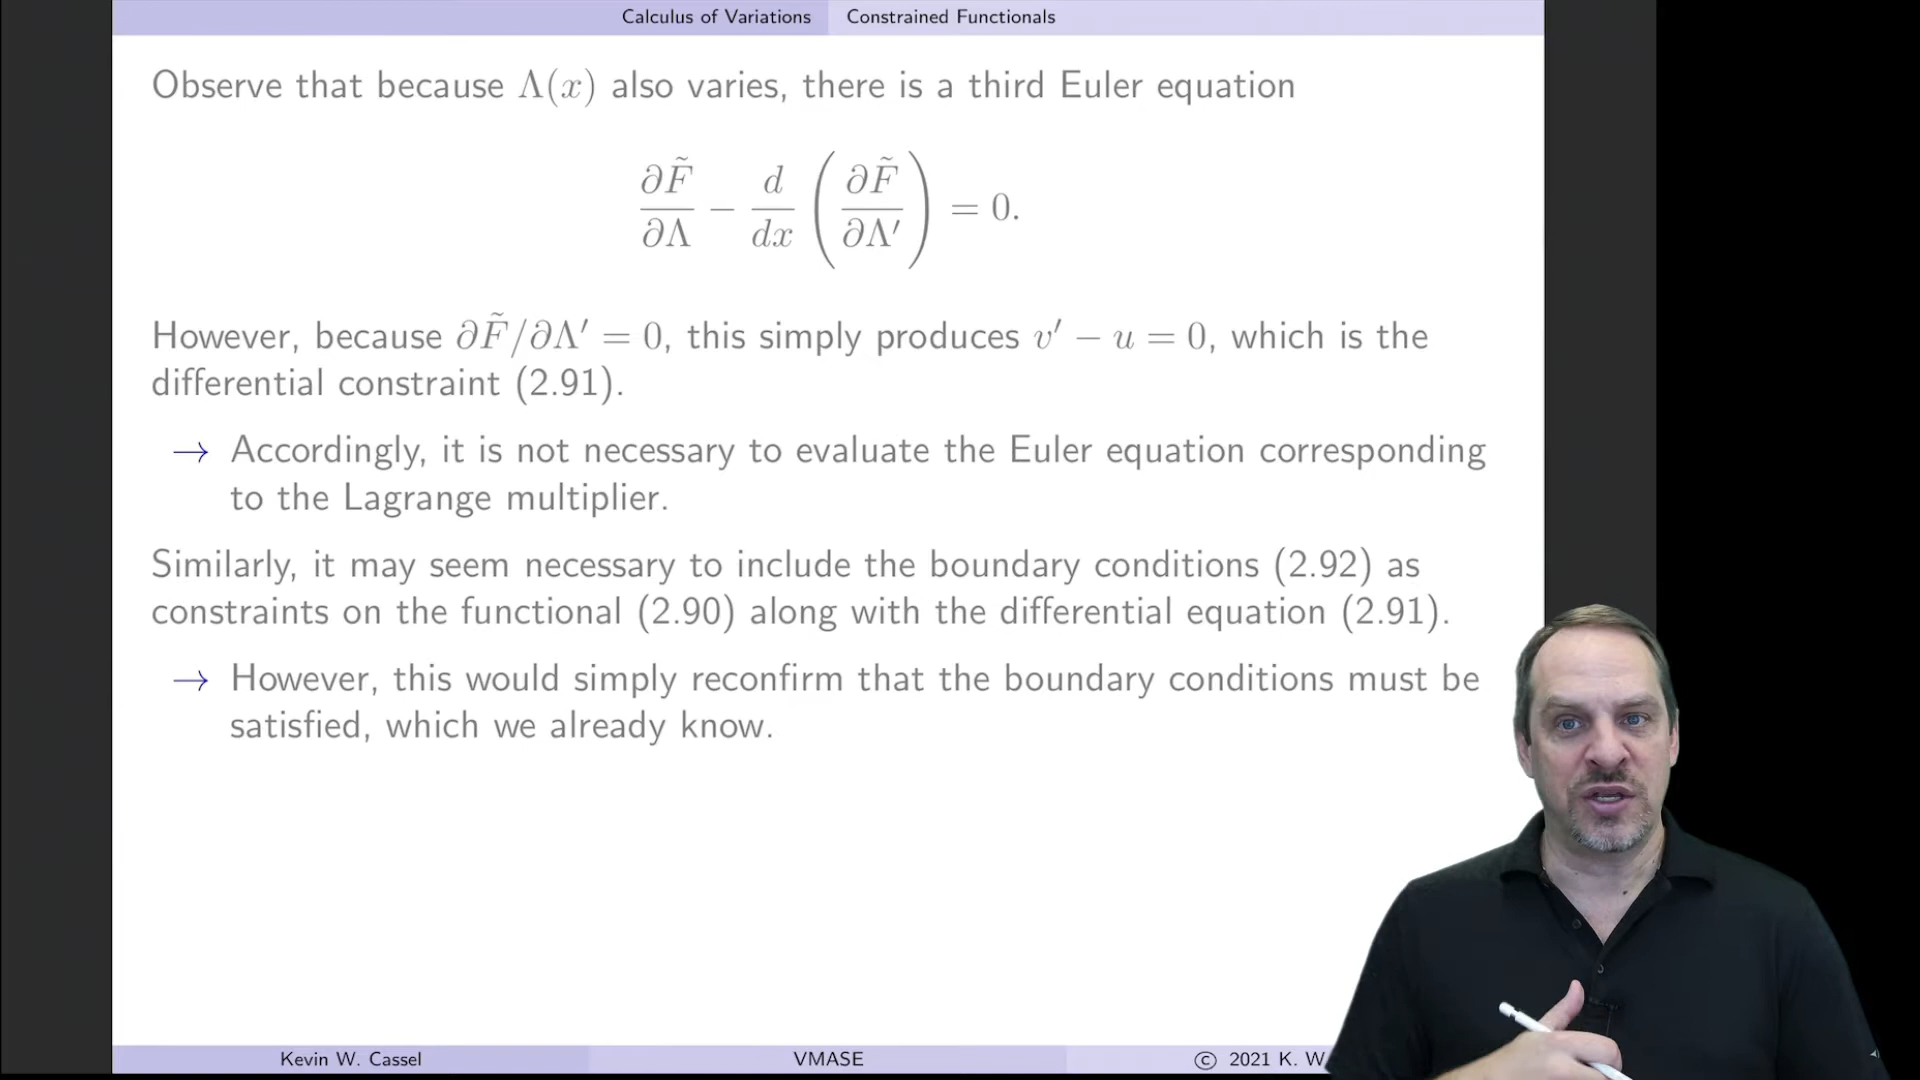 Calculus of Variations Constrained Functionals
Observe that because Λ(x) also varies, there is a third Euler equation
∂F̃/∂Λ − d/dx (∂F̃/∂Λ′) = 0.
However, because ∂F̃/∂Λ′ = 0, this simply produces v′ − u = 0, which is the
differential constraint (2.91).
→ Accordingly, it is not necessary to evaluate the Euler equation corresponding
to the Lagrange multiplier.
Similarly, it may seem necessary to include the boundary conditions (2.92) as
constraints on the functional (2.90) along with the differential equation (2.91).
→ However, this would simply reconfirm that the boundary conditions must be
satisfied, which we already know.
Kevin W. Cassel VMASE © 2021 K. W